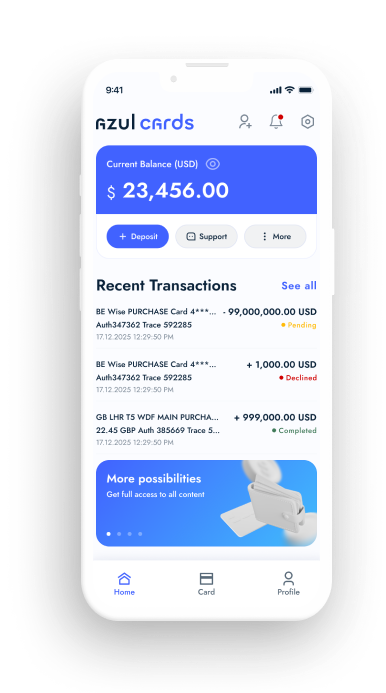 9:41
azul cards
Current Balance (USD)
$ 23,456.00
+ Deposit
Support
More
Recent Transactions
See all
BE Wise PURCHASE Card 4***... - 99,000,000.00 USD
Auth347362 Trace 592285 Pending
17.12.2025 12:29:50 PM
BE Wise PURCHASE Card 4***... + 1,000.00 USD
Auth347362 Trace 592285 Declined
17.12.2025 12:29:50 PM
GB LHR T5 WDF MAIN PURCHA... + 999,000.00 USD
22.45 GBP Auth 385669 Trace 5... Completed
17.12.2025 12:29:50 PM
More possibilities
Get full access to all content
Home
Card
Profile